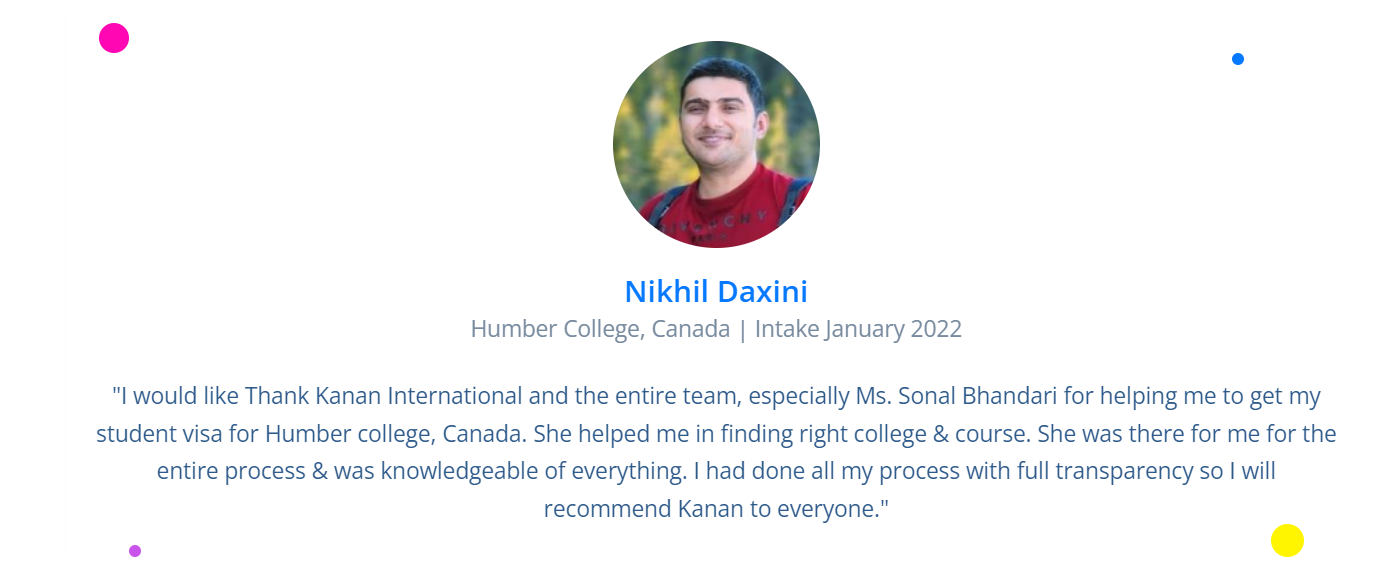 Nikhil Daxini
Humber College, Canada | Intake January 2022
"I would like Thank Kanan International and the entire team, especially Ms. Sonal Bhandari for helping me to get my
student visa for Humber college, Canada. She helped me in finding right college & course. She was there for me for the
entire process & was knowledgeable of everything. I had done all my process with full transparency so I will
recommend Kanan to everyone."